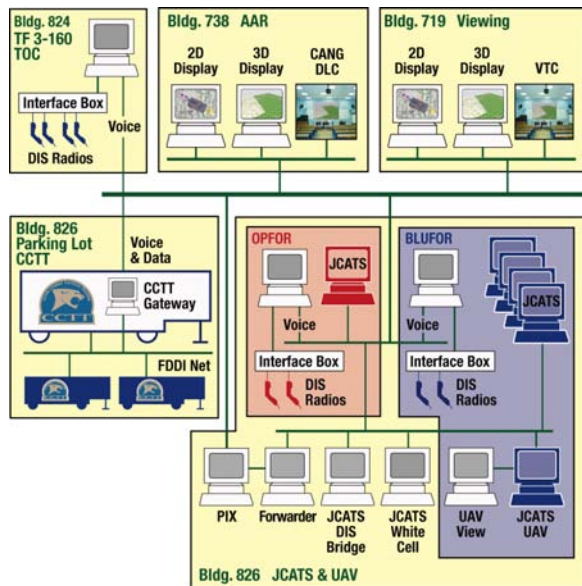 Bldg. 824
TF 3-160
TOC
Interface Box
Voice
DIS Radios
Bldg. 738 AAR
2D
Display
3D
Display
CANG
DLC
Bldg. 719 Viewing
2D
Display
3D
Display
VTC
Bldg. 826
Parking Lot
CCTT
Voice
& Data
CCTT
CCTT
Gateway
FDDI Net
CCTT
CCTT
OPFOR
JCATS
Voice
Interface Box
DIS
Radios
BLUFOR
JCATS
Voice
Interface Box
DIS
Radios
PIX
Forwarder
JCATS
DIS
Bridge
JCATS
White
Cell
UAV
View
JCATS
UAV
Bldg. 826 JCATS & UAV